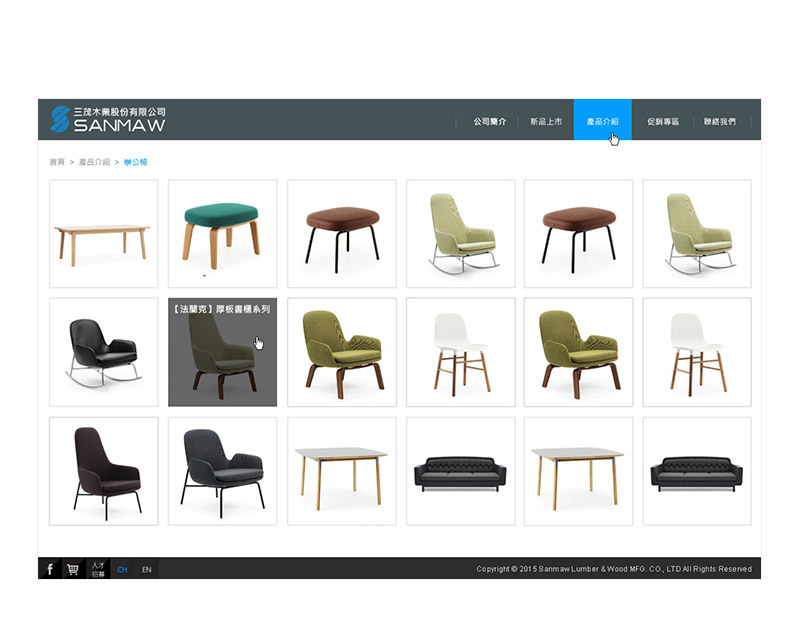 三茂木業股份有限公司
SANMAW
公司簡介 新品上市 產品介紹 促銷專區 聯絡我們
首頁 > 產品介紹 > 辦公椅
【法蘭克】厚板書櫃系列
f 人才招募 CH EN
Copyright © 2015 Sanmaw Lumber & Wood MFG. CO., LTD All Rights Reserved